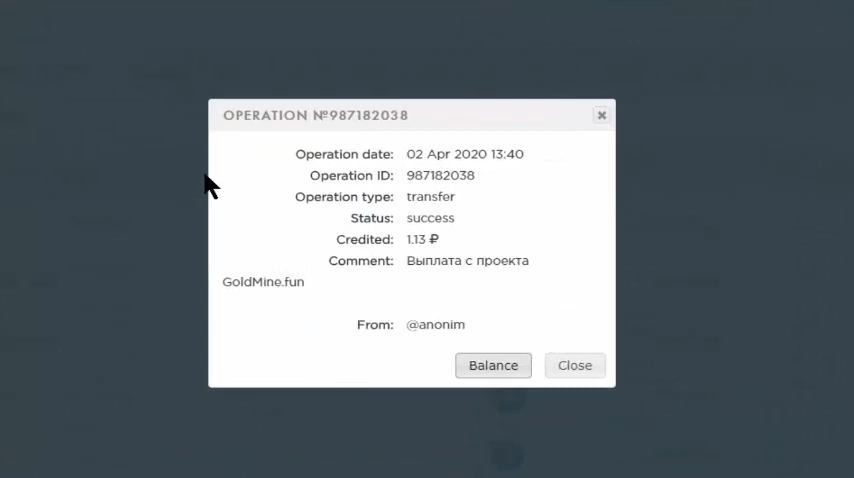 OPERATION №987182038
Operation date: 02 Apr 2020 13:40
Operation ID: 987182038
Operation type: transfer
Status: success
Credited: 1.13 ₽
Comment: Выплата с проекта
GoldMine.fun
From: @anonim
Balance Close